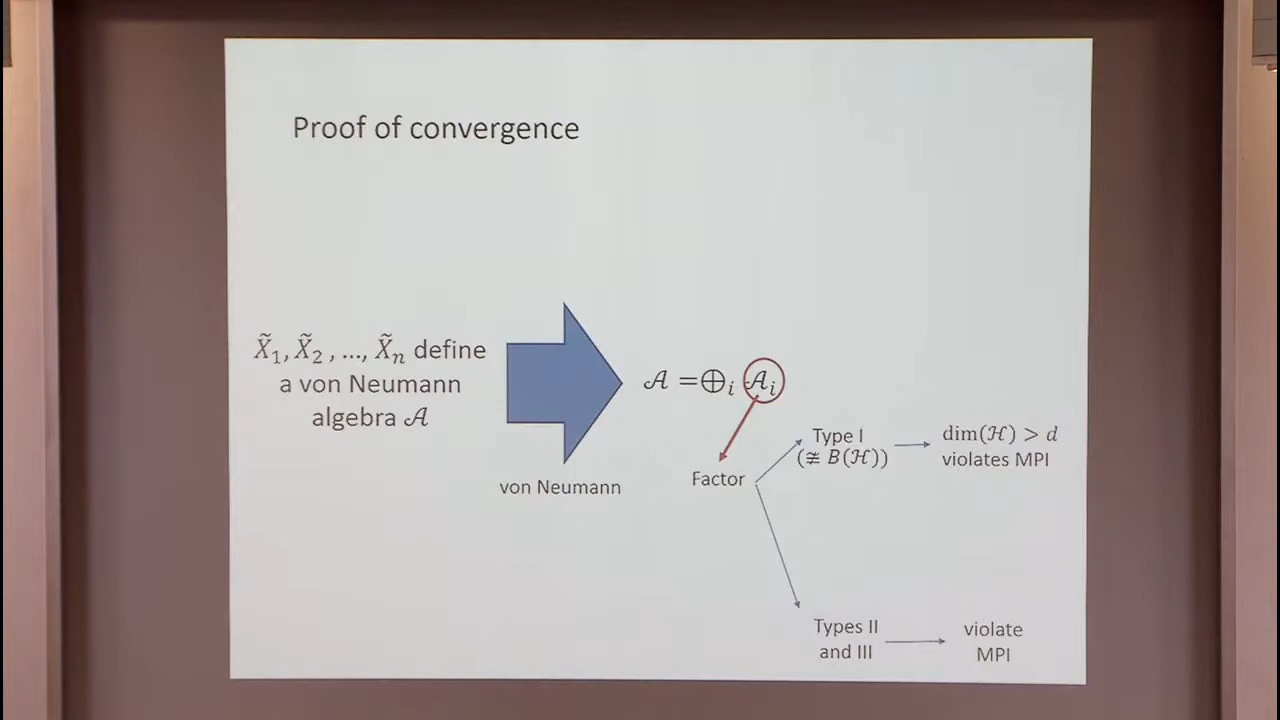 Proof of convergence
X̃₁, X̃₂ , ..., X̃ₙ define
a von Neumann
algebra 𝒜
von Neumann
𝒜 =⊕ᵢ 𝒜ᵢ
Factor
Type I
(≇ B(ℋ))
dim(ℋ) > d
violates MPI
Types II
and III
violate
MPI